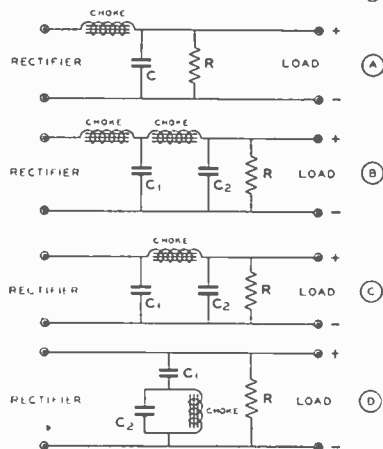 CHOKE
+
RECTIFIER C R LOAD A
−
CHOKE CHOKE
+
RECTIFIER C1 C2 R LOAD B
−
CHOKE
+
RECTIFIER C1 C2 R LOAD C
−
+
C1
RECTIFIER C2 CHOKE R LOAD D
−